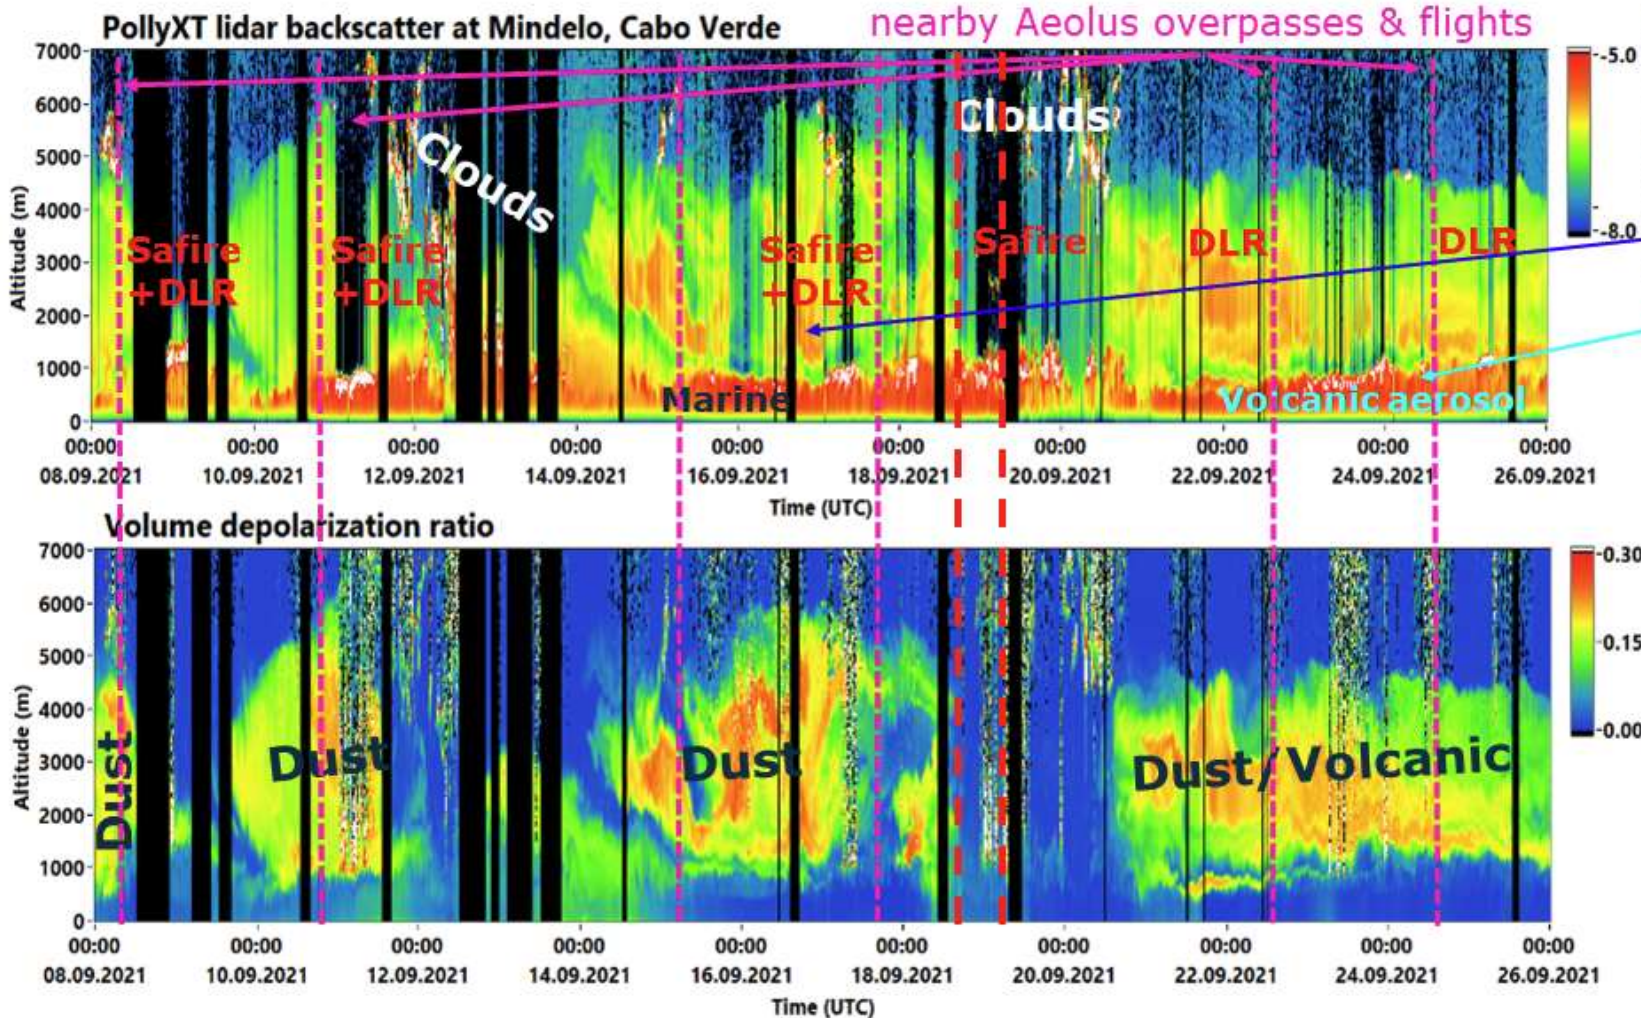 PollyXT lidar backscatter at Mindelo, Cabo Verde
nearby Aeolus overpasses & flights
7000
6000
5000
4000
3000
2000
1000
0
Altitude (m)
Clouds
Clouds
Safire
+DLR
Safire
+DLR
Safire
+DLR
Safire
DLR
DLR
Marine
Volcanic aerosol
-5.0
-8.0
00:00 00:00 00:00 00:00 00:00 00:00 00:00 00:00 00:00 00:00
08.09.2021 10.09.2021 12.09.2021 14.09.2021 16.09.2021 18.09.2021 20.09.2021 22.09.2021 24.09.2021 26.09.2021
Time (UTC)
Volume depolarization ratio
7000
6000
5000
4000
3000
2000
1000
0
Altitude (m)
Dust
Dust
Dust
Dust/Volcanic
0.30
0.15
0.00
00:00 00:00 00:00 00:00 00:00 00:00 00:00 00:00 00:00 00:00
08.09.2021 10.09.2021 12.09.2021 14.09.2021 16.09.2021 18.09.2021 20.09.2021 22.09.2021 24.09.2021 26.09.2021
Time (UTC)